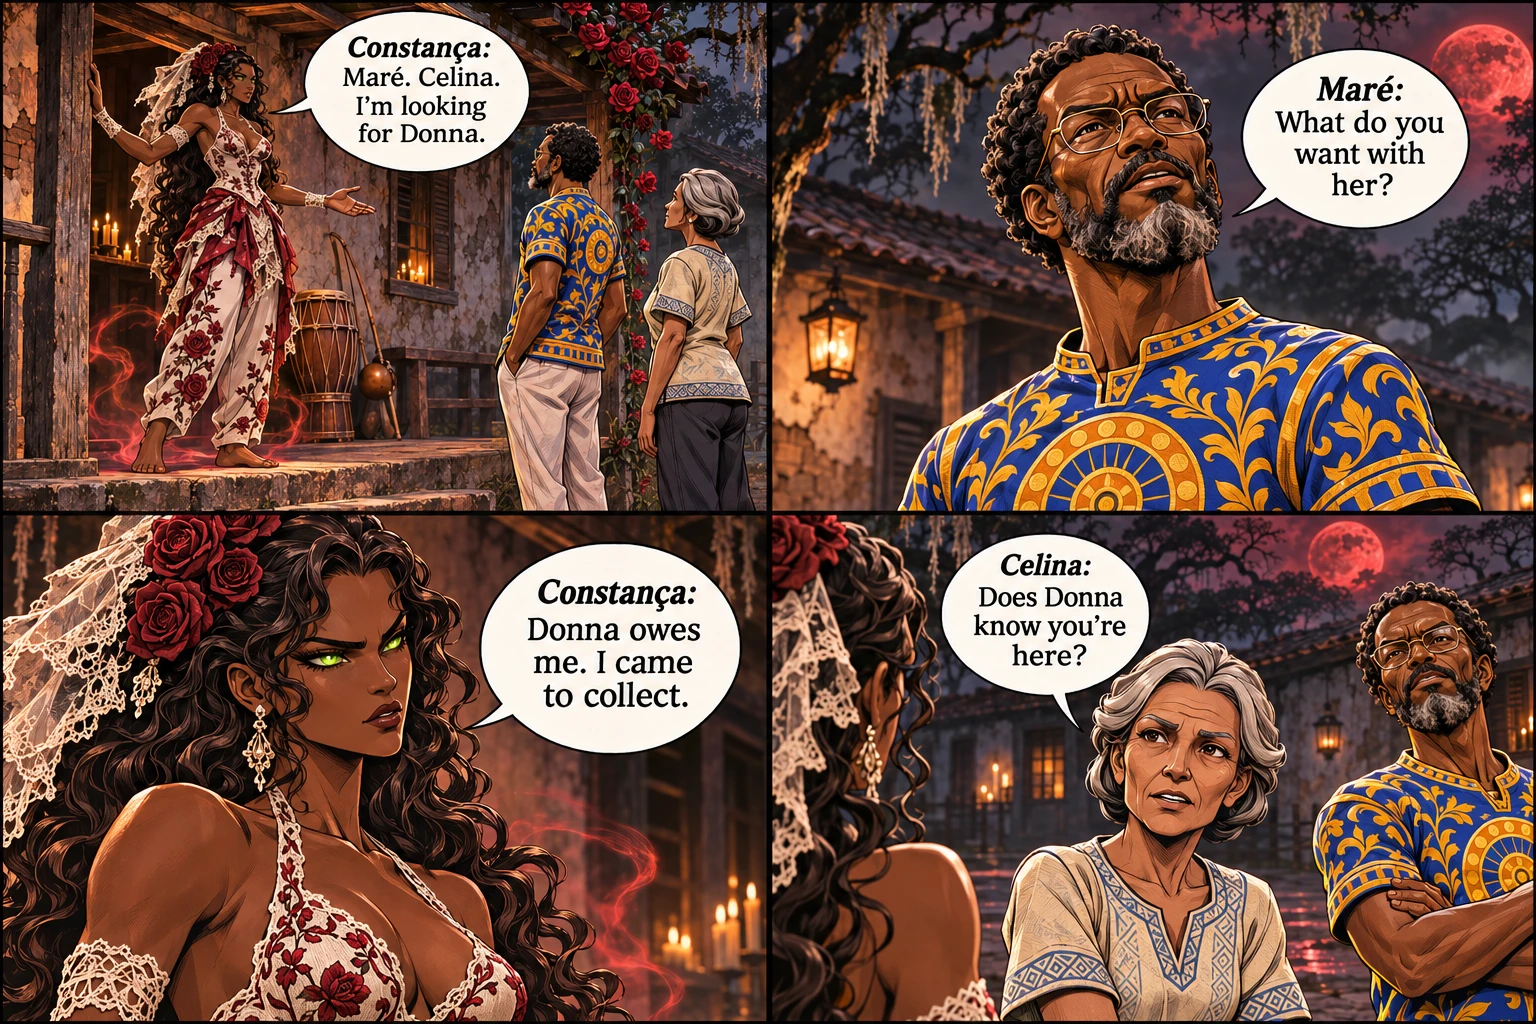 Constança:
Maré. Celina.
I'm looking
for Donna.
Maré:
What do you
want with
her?
Constança:
Donna owes
me. I came
to collect.
Celina:
Does Donna
know you're
here?